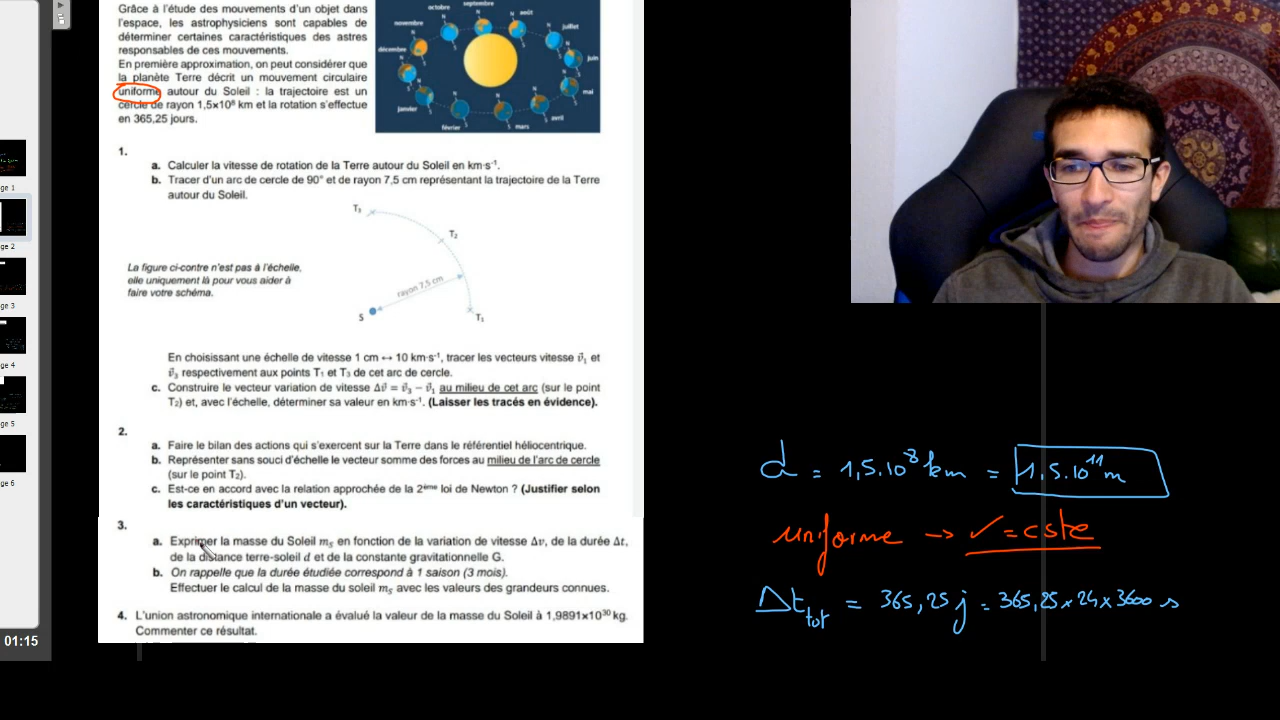 Grâce à l'étude des mouvements d'un objet dans
l'espace, les astrophysiciens sont capables de
déterminer certaines caractéristiques des astres
responsables de ces mouvements.
En première approximation, on peut considérer que
la planète Terre décrit un mouvement circulaire
uniforme autour du Soleil : la trajectoire est un
cercle de rayon 1,5×10⁸ km et la rotation s'effectue
en 365,25 jours.
septembre
octobre
août
novembre
juillet
décembre
juin
mai
janvier
avril
février
mars
1.
a. Calculer la vitesse de rotation de la Terre autour du Soleil en km·s⁻¹.
b. Tracer d'un arc de cercle de 90° et de rayon 7,5 cm représentant la trajectoire de la Terre
autour du Soleil.
T₃
T₂
La figure ci-contre n'est pas à l'échelle,
elle uniquement là pour vous aider à
faire votre schéma.
rayon 7,5 cm
S
T₁
En choisissant une échelle de vitesse 1 cm ↔ 10 km·s⁻¹, tracer les vecteurs vitesse v⃗₁ et
v⃗₃ respectivement aux points T₁ et T₃ de cet arc de cercle.
c. Construire le vecteur variation de vitesse Δv⃗ = v⃗₃ − v⃗₁ au milieu de cet arc (sur le point
T₂) et, avec l'échelle, déterminer sa valeur en km·s⁻¹. (Laisser les tracés en évidence).
2.
a. Faire le bilan des actions qui s'exercent sur la Terre dans le référentiel héliocentrique.
b. Représenter sans souci d'échelle le vecteur somme des forces au milieu de l'arc de cercle
(sur le point T₂).
c. Est-ce en accord avec la relation approchée de la 2ème loi de Newton ? (Justifier selon
les caractéristiques d'un vecteur).
3.
a. Exprimer la masse du Soleil mₛ en fonction de la variation de vitesse Δv, de la durée Δt,
de la distance terre-soleil d et de la constante gravitationnelle G.
b. On rappelle que la durée étudiée correspond à 1 saison (3 mois).
Effectuer le calcul de la masse du soleil mₛ avec les valeurs des grandeurs connues.
4. L'union astronomique internationale a évalué la valeur de la masse du Soleil à 1,9891×10³⁰ kg.
Commenter ce résultat.
ge 1
ge 2
ge 3
ge 4
ge 5
ge 6
01:15
d = 1,5.10⁸ km = 1,5.10¹¹ m
uniforme → v = cste
Δt tot = 365,25 j = 365,25 × 24 × 3600 s